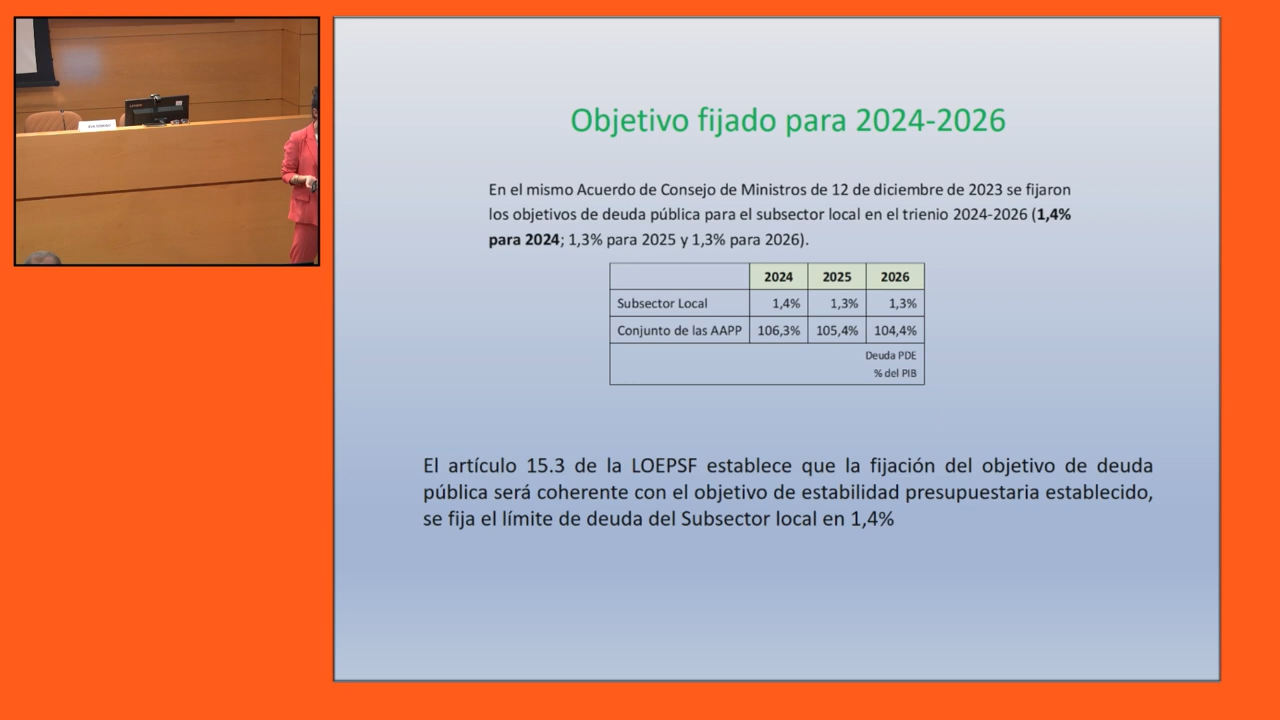 Objetivo fijado para 2024-2026
En el mismo Acuerdo de Consejo de Ministros de 12 de diciembre de 2023 se fijaron
los objetivos de deuda pública para el subsector local en el trienio 2024-2026 (1,4%
para 2024; 1,3% para 2025 y 1,3% para 2026).
2024 2025 2026
Subsector Local 1,4% 1,3% 1,3%
Conjunto de las AAPP 106,3% 105,4% 104,4%
Deuda PDE
% del PIB
El artículo 15.3 de la LOEPSF establece que la fijación del objetivo de deuda
pública será coherente con el objetivo de estabilidad presupuestaria establecido,
se fija el límite de deuda del Subsector local en 1,4%